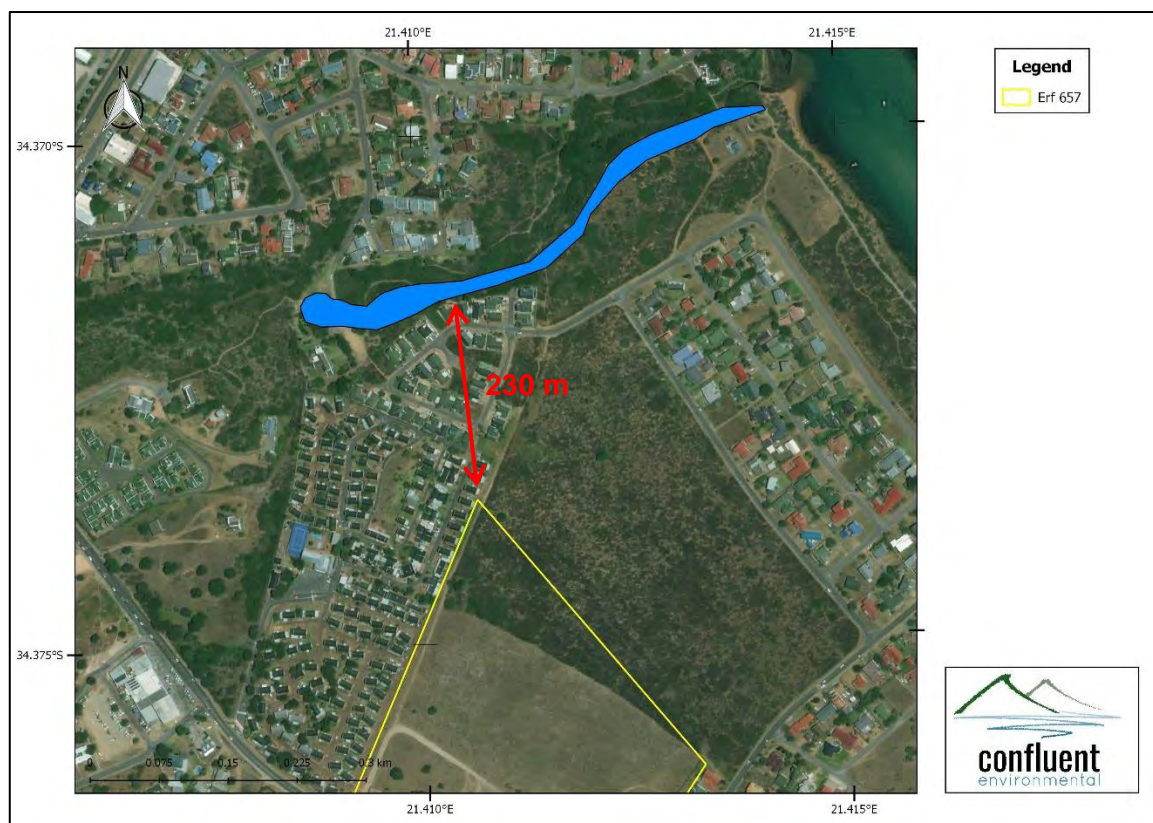 21.410°E 21.415°E
N
Legend
Erf 657
34.370°S
230 m
34.375°S
0 0.075 0.15 0.225 0.3 km
confluent
environmental
21.410°E 21.415°E